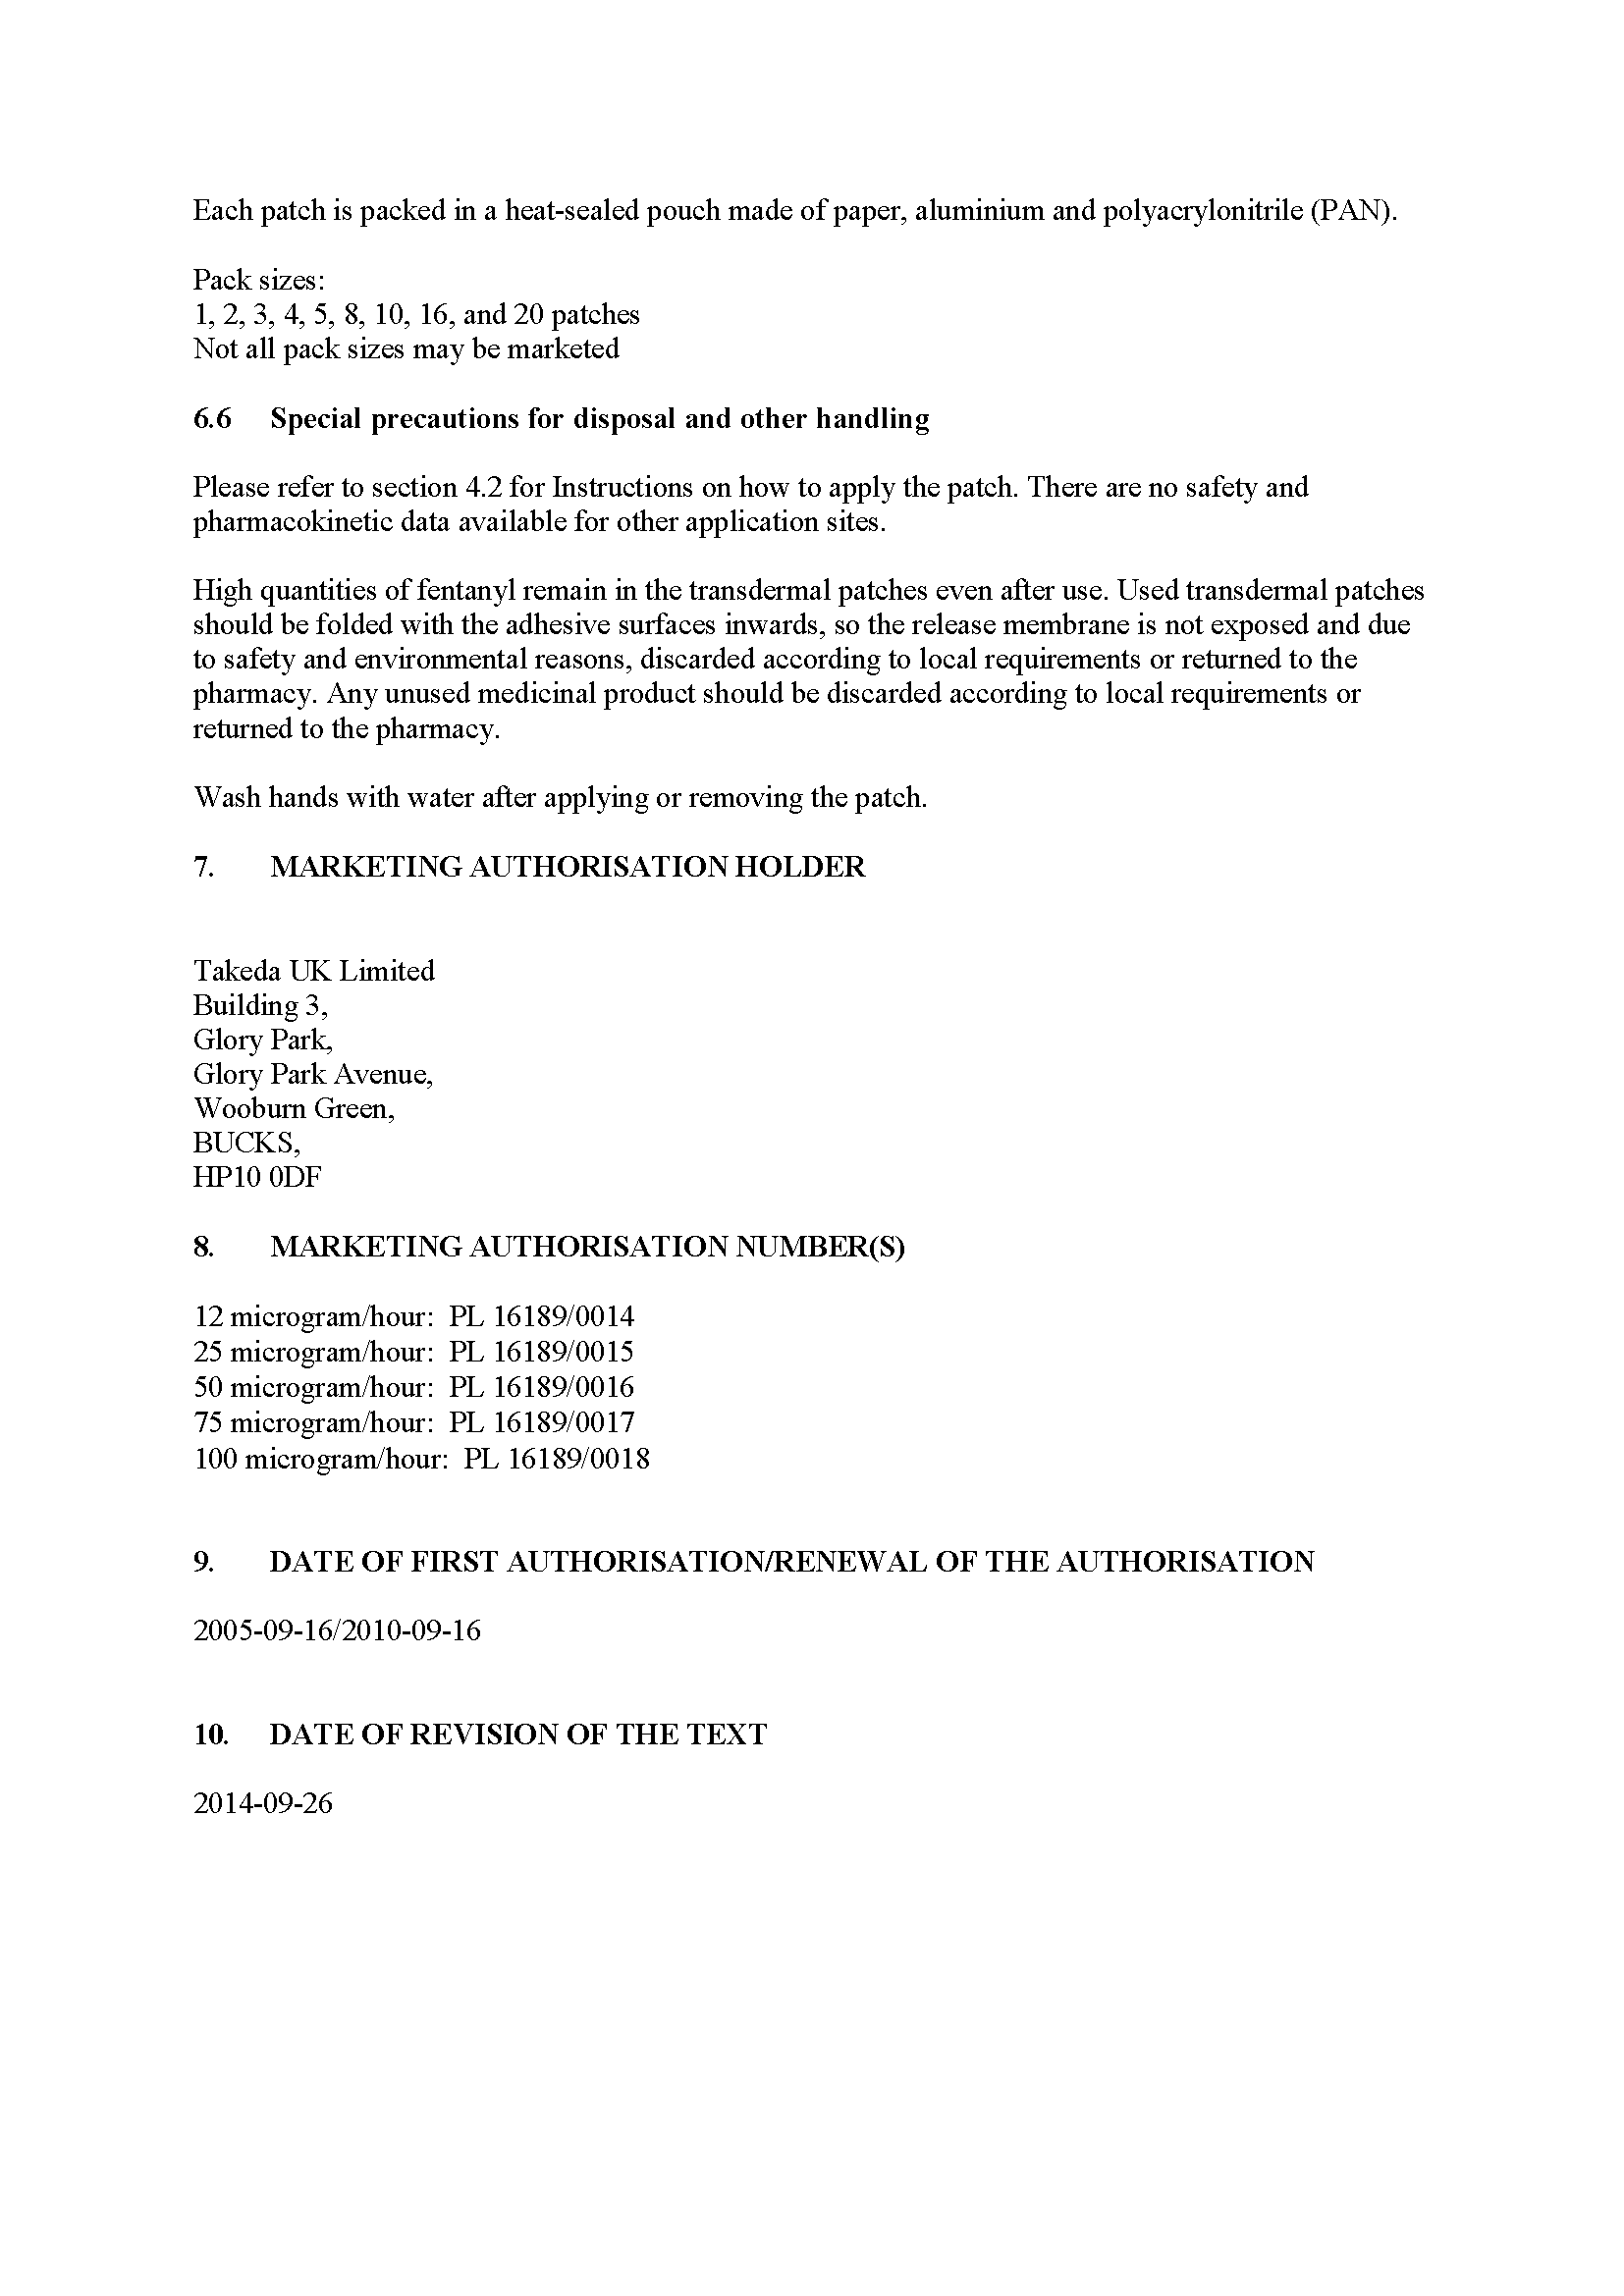 Each patch is packed in a heat-sealed pouch made of paper, aluminium and polyacrylonitrile (PAN).
Pack sizes:
1, 2, 3, 4, 5, 8, 10, 16, and 20 patches
Not all pack sizes may be marketed
6.6 Special precautions for disposal and other handling
Please refer to section 4.2 for Instructions on how to apply the patch. There are no safety and
pharmacokinetic data available for other application sites.
High quantities of fentanyl remain in the transdermal patches even after use. Used transdermal patches
should be folded with the adhesive surfaces inwards, so the release membrane is not exposed and due
to safety and environmental reasons, discarded according to local requirements or returned to the
pharmacy. Any unused medicinal product should be discarded according to local requirements or
returned to the pharmacy.
Wash hands with water after applying or removing the patch.
7. MARKETING AUTHORISATION HOLDER
Takeda UK Limited
Building 3,
Glory Park,
Glory Park Avenue,
Wooburn Green,
BUCKS,
HP10 0DF
8. MARKETING AUTHORISATION NUMBER(S)
12 microgram/hour: PL 16189/0014
25 microgram/hour: PL 16189/0015
50 microgram/hour: PL 16189/0016
75 microgram/hour: PL 16189/0017
100 microgram/hour: PL 16189/0018
9. DATE OF FIRST AUTHORISATION/RENEWAL OF THE AUTHORISATION
2005-09-16/2010-09-16
10. DATE OF REVISION OF THE TEXT
2014-09-26